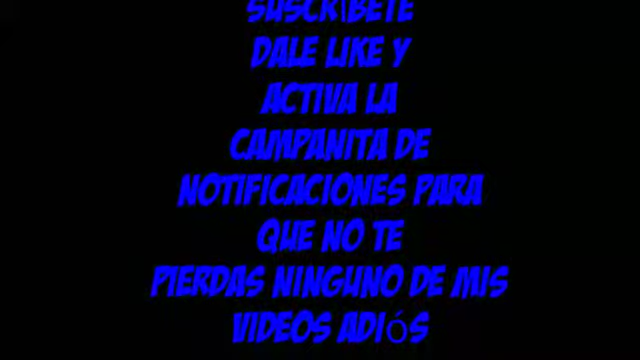 SUSCRÍBETE
DALE LIKE Y
ACTIVA LA
CAMPANITA DE
NOTIFICACIONES PARA
QUE NO TE
PIERDAS NINGUNO DE MIS
VIDEOS ADIÓS